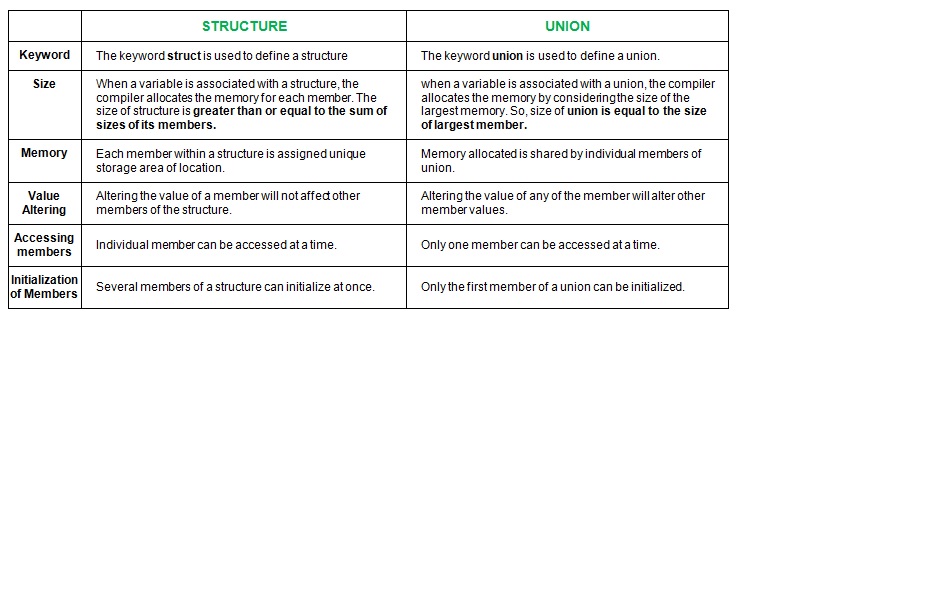 STRUCTURE UNION
Keyword The keyword struct is used to define a structure The keyword union is used to define a union.
Size
When a variable is associated with a structure, the
compiler allocates the memory for each member. The
size of structure is greater than or equal to the sum of
sizes of its members.
when a variable is associated with a union, the compiler
allocates the memory by considering the size of the
largest memory. So, size of union is equal to the size
of largest member.
Memory
Each member within a structure is assigned unique
storage area of location.
Memory allocated is shared by individual members of
union.
Value
Altering
Altering the value of a member will not affect other
members of the structure.
Altering the value of any of the member will alter other
member values.
Accessing
members
Individual member can be accessed at a time.
Only one member can be accessed at a time.
Initialization
of Members
Several members of a structure can initialize at once.
Only the first member of a union can be initialized.